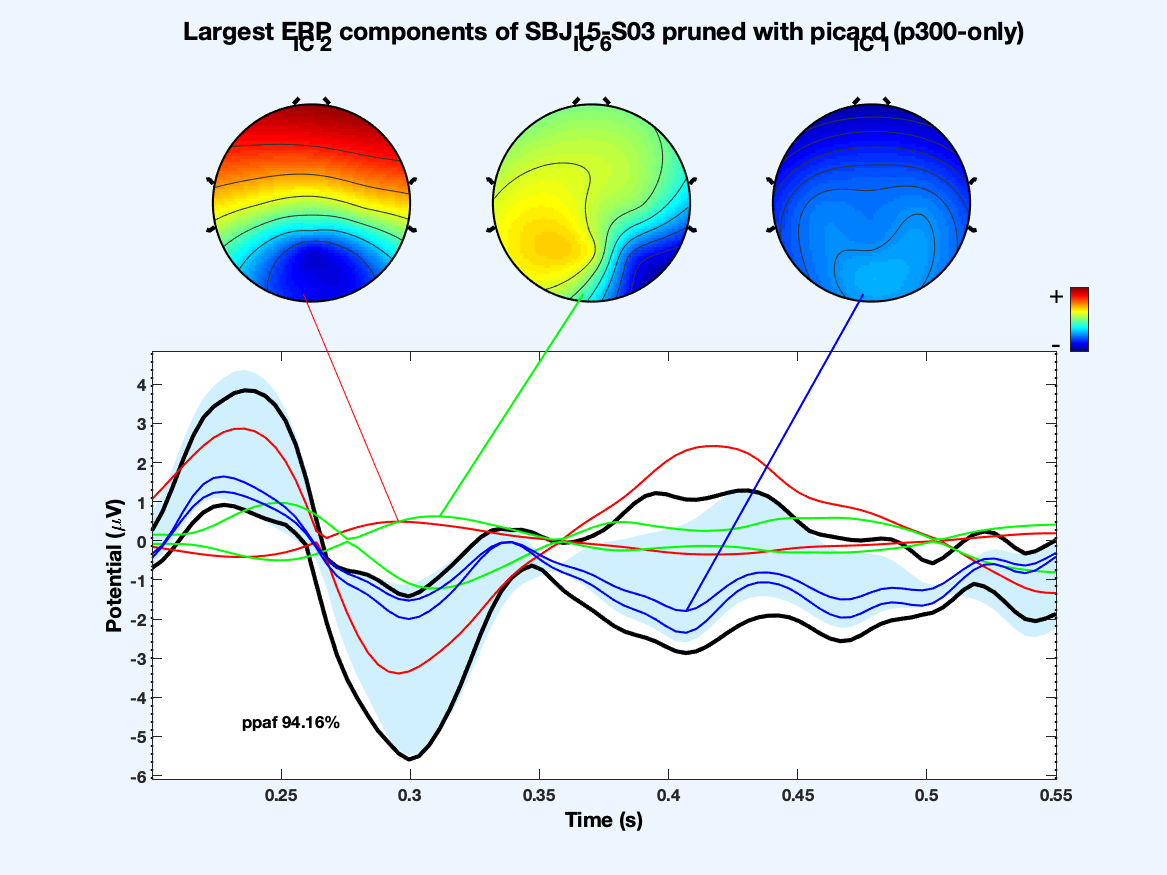 Largest ERP components of SBJ15-S03 pruned with picard (p300-only)
IC 2
IC 6
IC 1
+
-
4
3
2
1
0
-1
-2
-3
-4
-5
-6
Potential (μV)
ppaf 94.16%
0.25
0.3
0.35
0.4
0.45
0.5
0.55
Time (s)